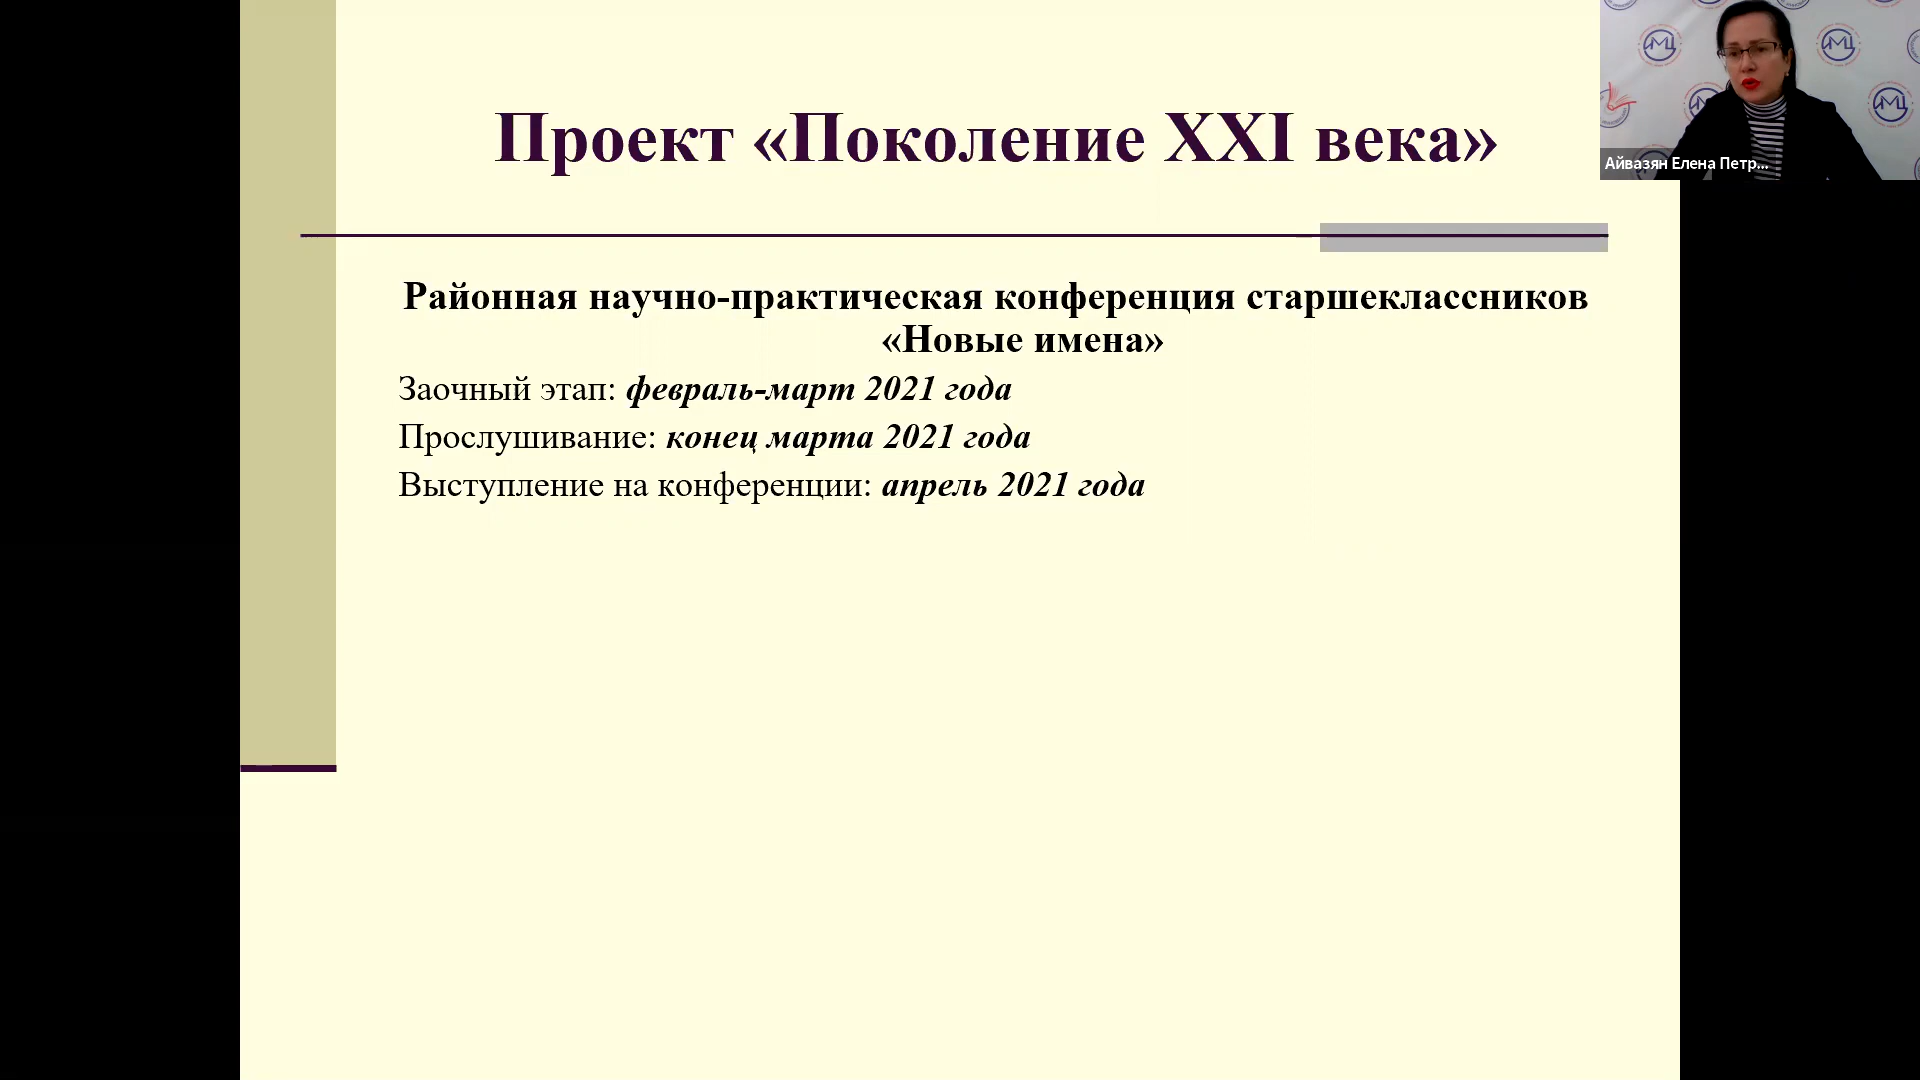 Проект «Поколение XXI века»
Айвазян Елена Петр...
Районная научно-практическая конференция старшеклассников
«Новые имена»
Заочный этап: февраль-март 2021 года
Прослушивание: конец марта 2021 года
Выступление на конференции: апрель 2021 года